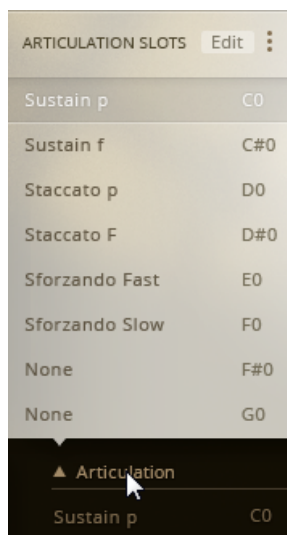 ARTICULATION SLOTS Edit
Sustain p C0
Sustain f C#0
Staccato p D0
Staccato F D#0
Sforzando Fast E0
Sforzando Slow F0
None F#0
None G0
Articulation
Sustain p C0